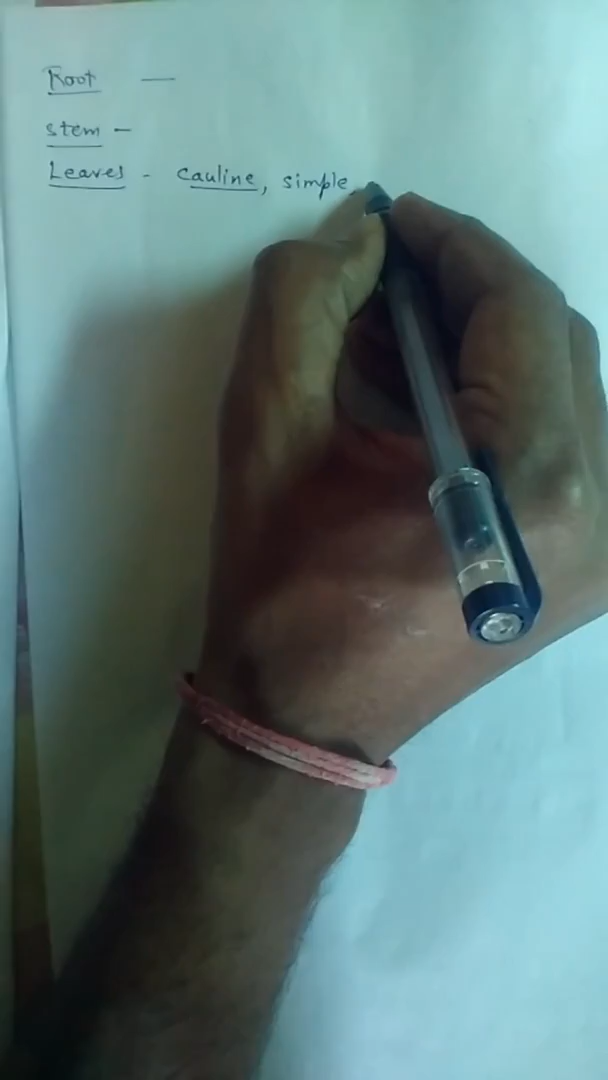 Root —
stem -
Leaves - cauline, simple,